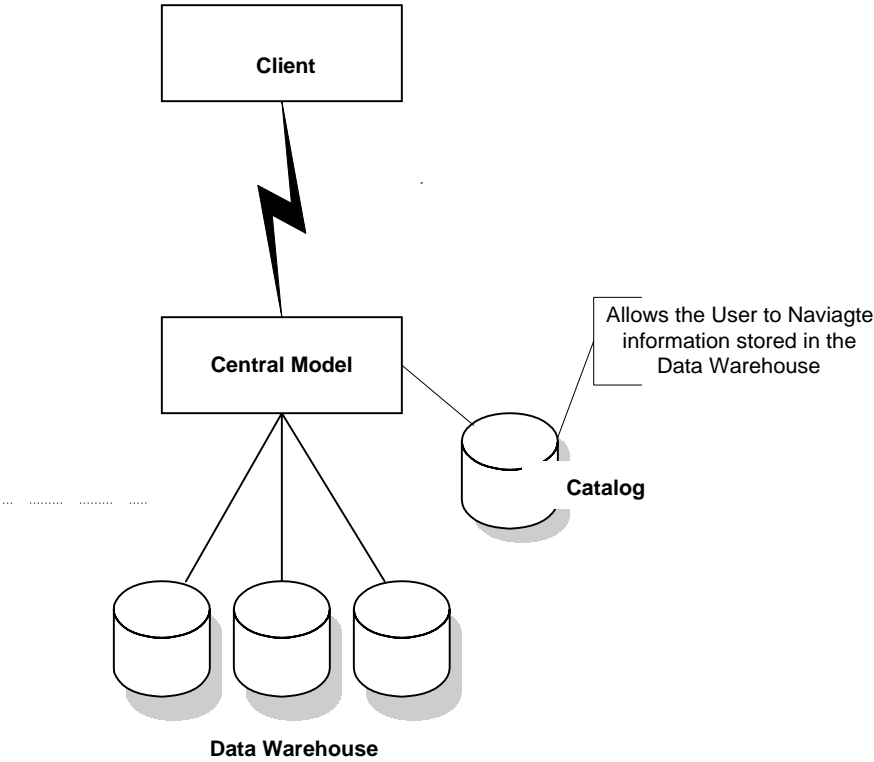 Client
Central Model
Allows the User to Naviagte
information stored in the
Data Warehouse
Catalog
Data Warehouse